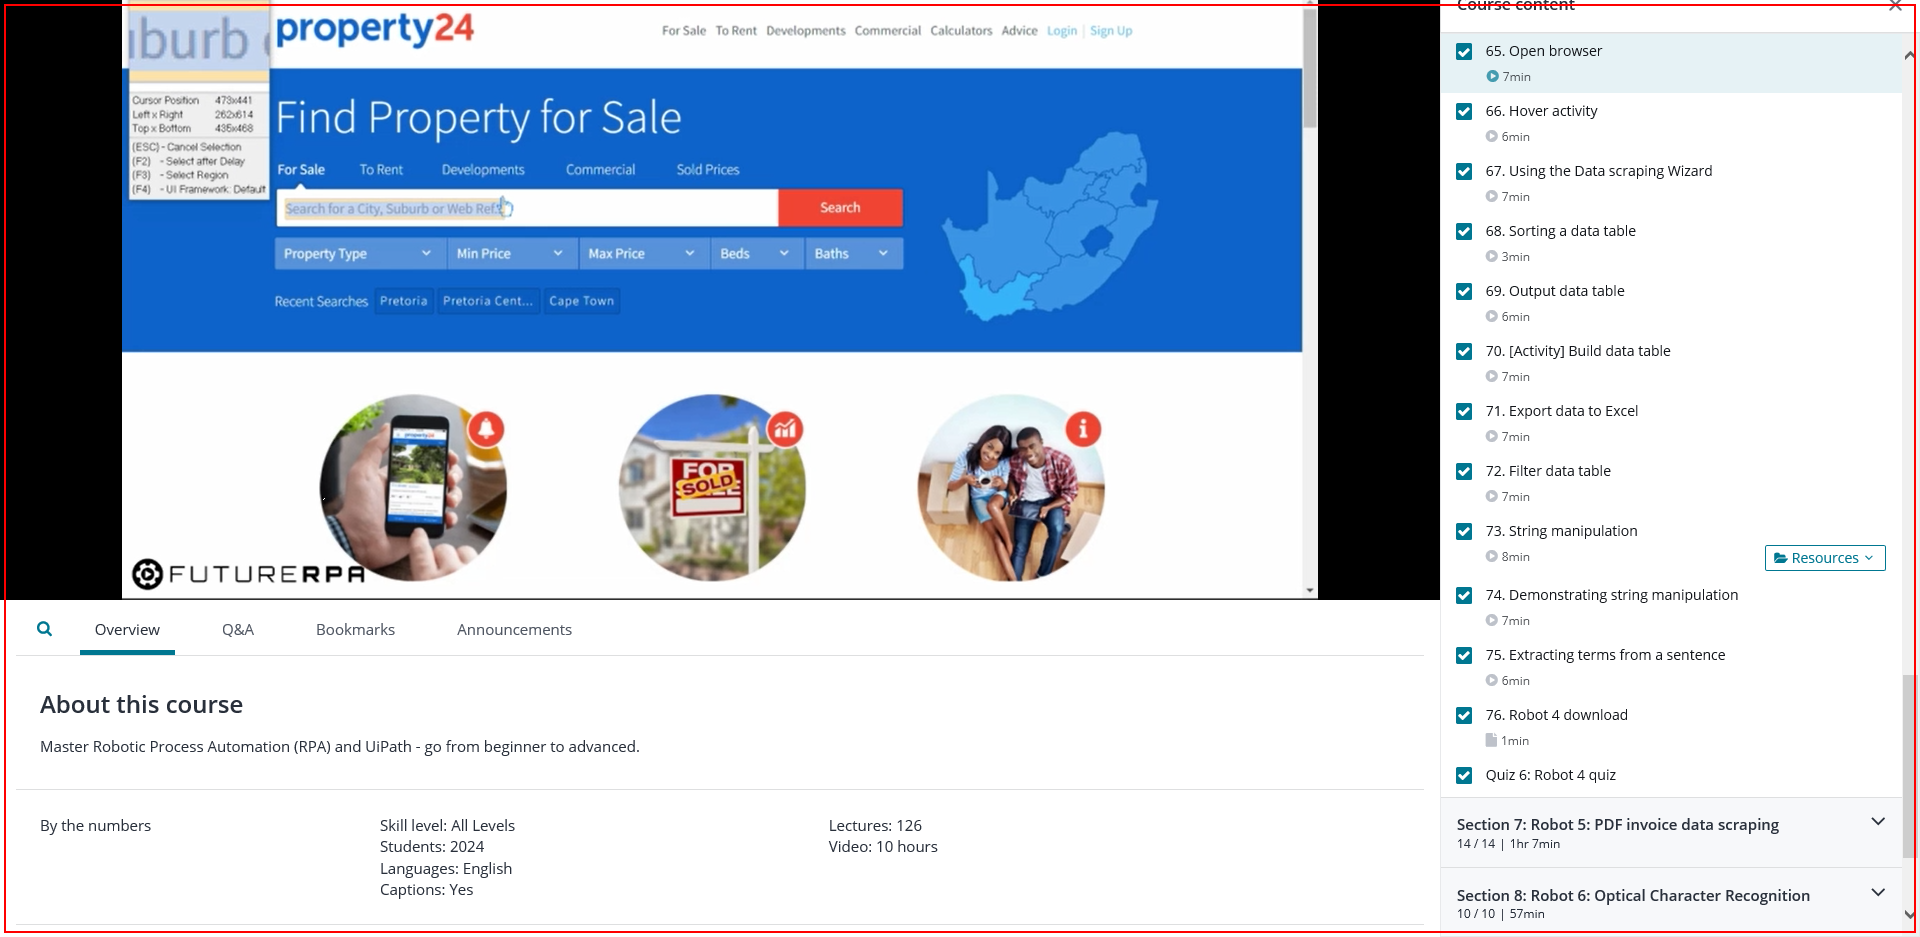 uburb
property24
For Sale To Rent Developments Commercial Calculators Advice Login | Sign Up
Cursor Position 473x441
Left x Right 262x614
Top x Bottom 435x468
(ESC) - Cancel Selection
(F2) - Select after Delay
(F3) - Select Region
(F4) - UI Framework: Default
Find Property for Sale
For Sale To Rent Developments Commercial Sold Prices
Search for a City, Suburb or Web Ref.
Search
Property Type Min Price Max Price Beds Baths
Recent Searches Pretoria Pretoria Cent... Cape Town
property24
FOR
SOLD
SALE
FUTURERPA
Overview Q&A Bookmarks Announcements
About this course
Master Robotic Process Automation (RPA) and UiPath - go from beginner to advanced.
By the numbers
Skill level: All Levels
Students: 2024
Languages: English
Captions: Yes
Lectures: 126
Video: 10 hours
Course content
65. Open browser
7min
66. Hover activity
6min
67. Using the Data scraping Wizard
7min
68. Sorting a data table
3min
69. Output data table
6min
70. [Activity] Build data table
7min
71. Export data to Excel
7min
72. Filter data table
7min
73. String manipulation
8min
Resources
74. Demonstrating string manipulation
7min
75. Extracting terms from a sentence
6min
76. Robot 4 download
1min
Quiz 6: Robot 4 quiz
Section 7: Robot 5: PDF invoice data scraping
14 / 14 | 1hr 7min
Section 8: Robot 6: Optical Character Recognition
10 / 10 | 57min